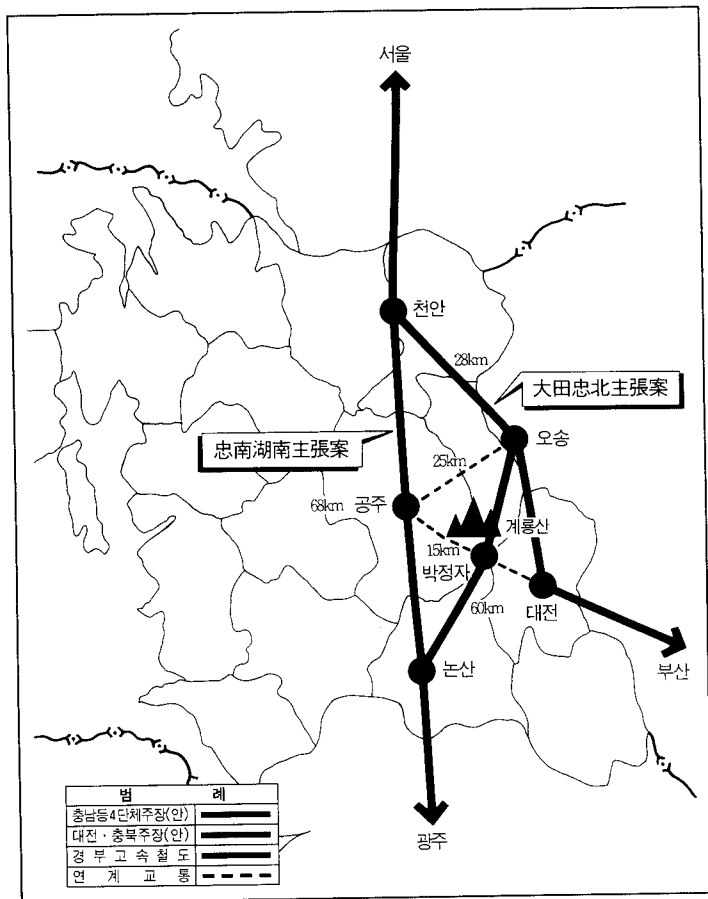 서울
천안
28km
大田忠北主張案
忠南湖南主張案
오송
25km
68km
공주
계룡산
15km
박정자
60km
대전
부산
논산
광주
범 례
충남등4단체주장(안)
대전·충북주장(안)
경부고속철도
연계교통